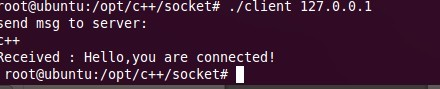 root@ubuntu:/opt/c++/socket# ./client 127.0.0.1
send msg to server:
c++
Received : Hello,you are connected!
root@ubuntu:/opt/c++/socket#